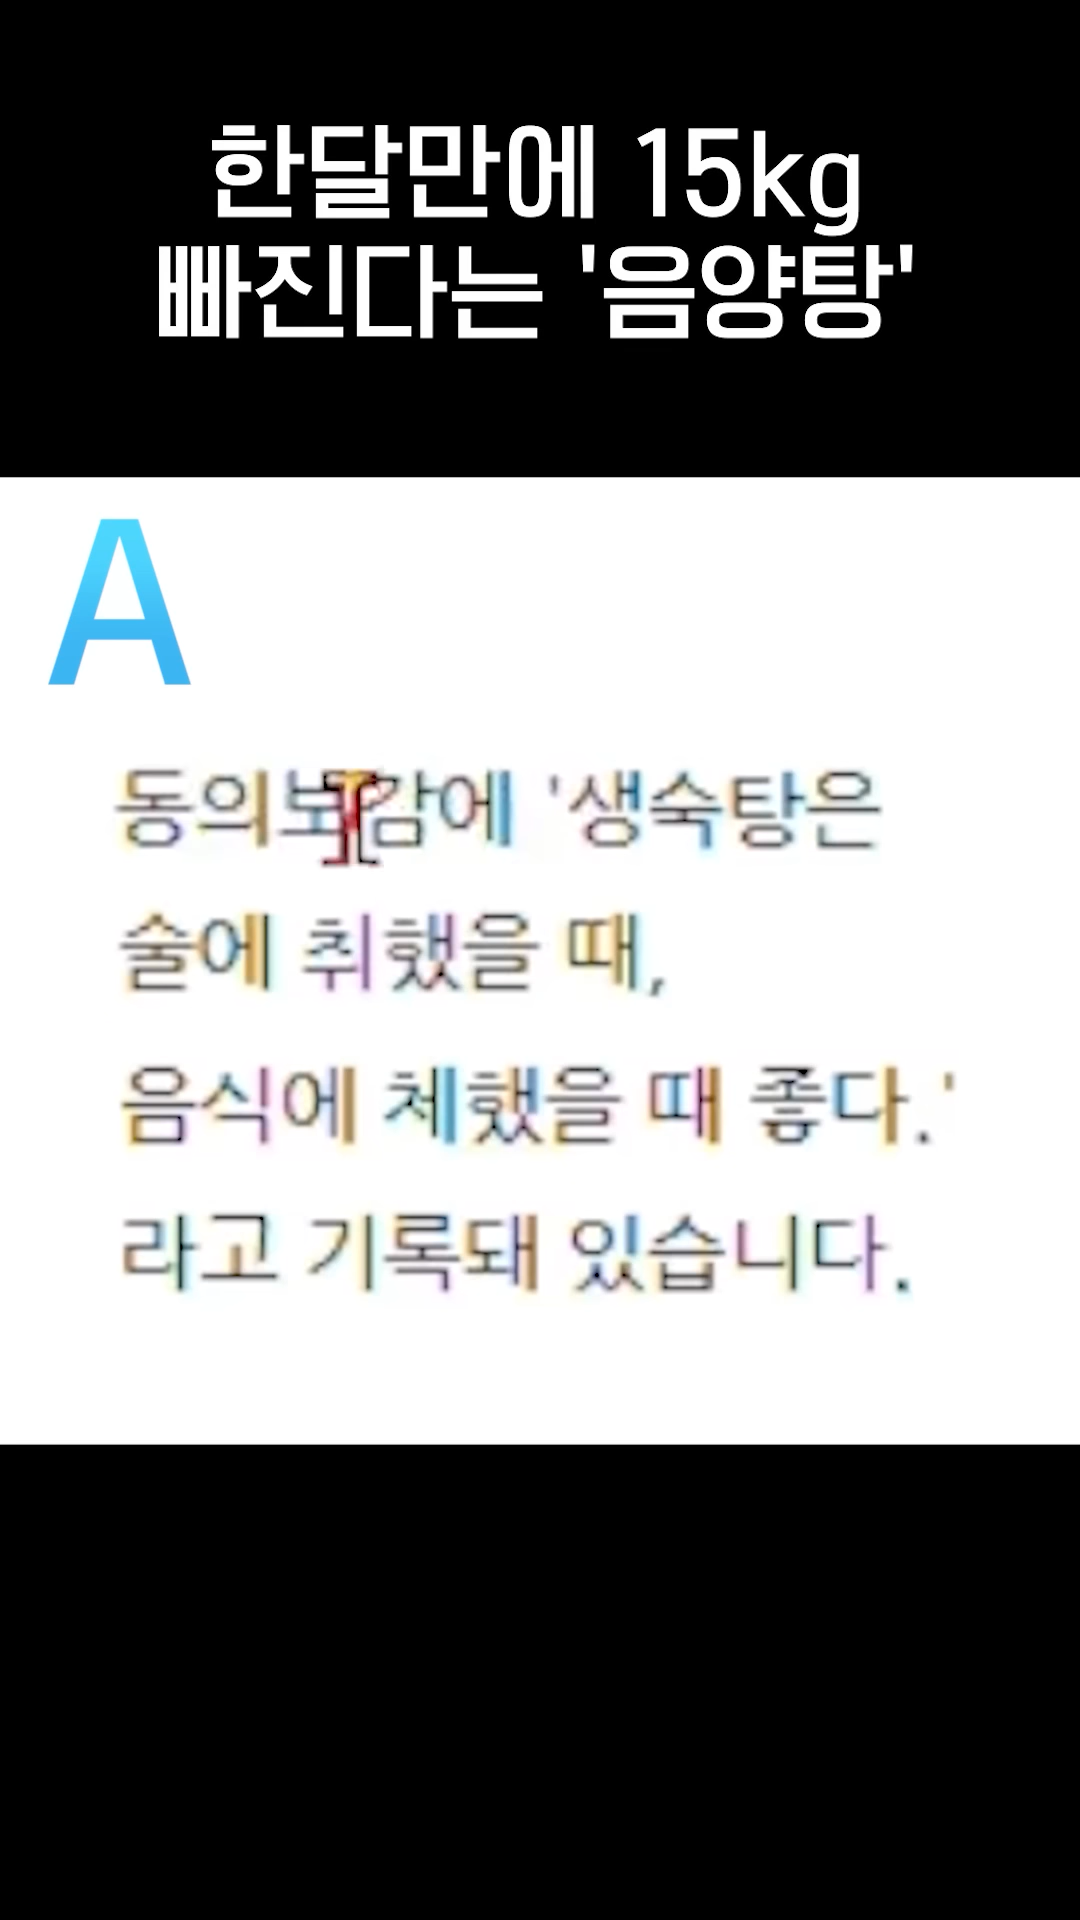 한달만에 15kg
빠진다는 '음양탕'
A
동의보감에 '생숙탕은
술에 취했을 때,
음식에 체했을 때 좋다.'
라고 기록돼 있습니다.